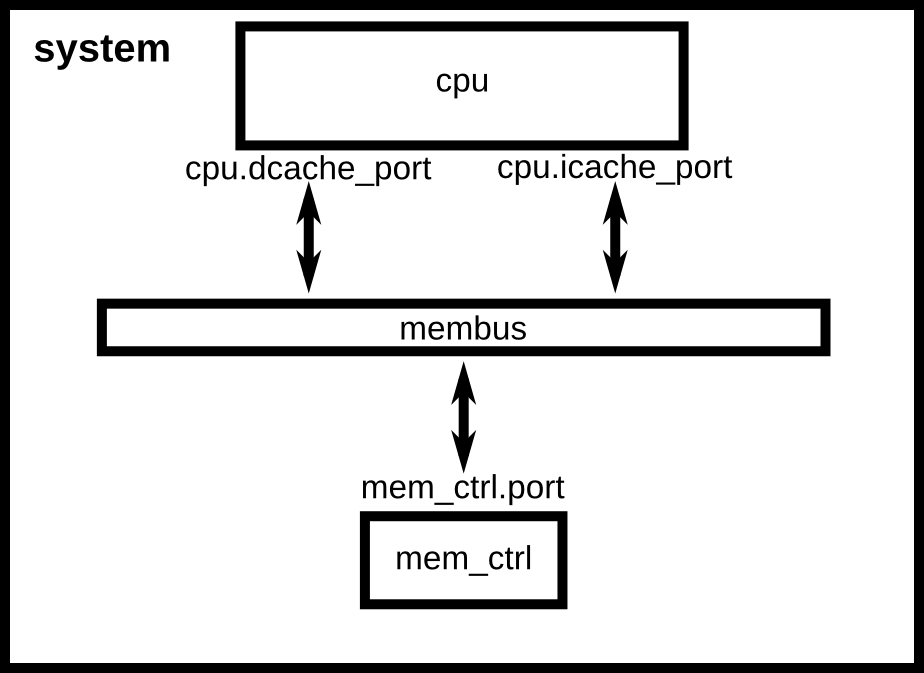 system
cpu
cpu.dcache_port
cpu.icache_port
membus
mem_ctrl.port
mem_ctrl